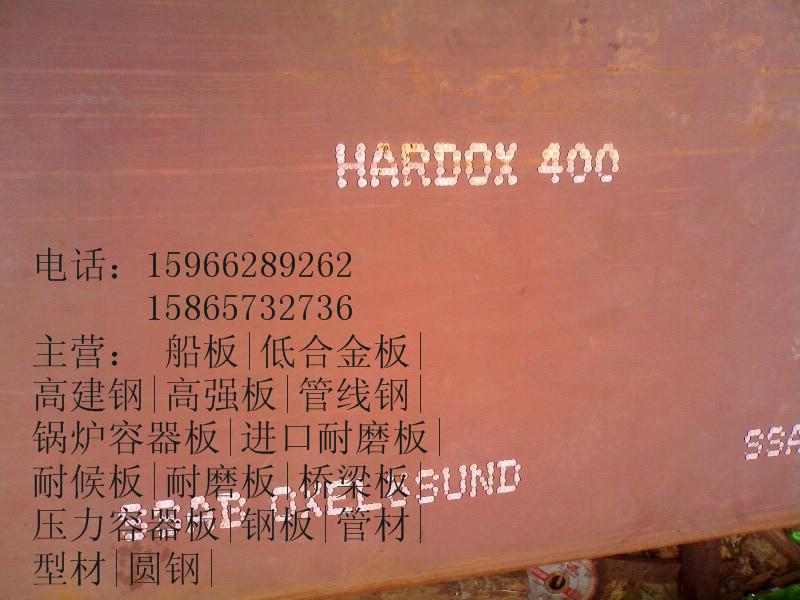 HARDOX 400
电话：15966289262
15865732736
主营： 船板|低合金板|
高建钢|高强板|管线钢|
锅炉容器板|进口耐磨板|
SSA
耐候板|耐磨板|桥梁板
SSAB OXELOSUND
压力容器板|钢板|管材|
型材|圆钢|